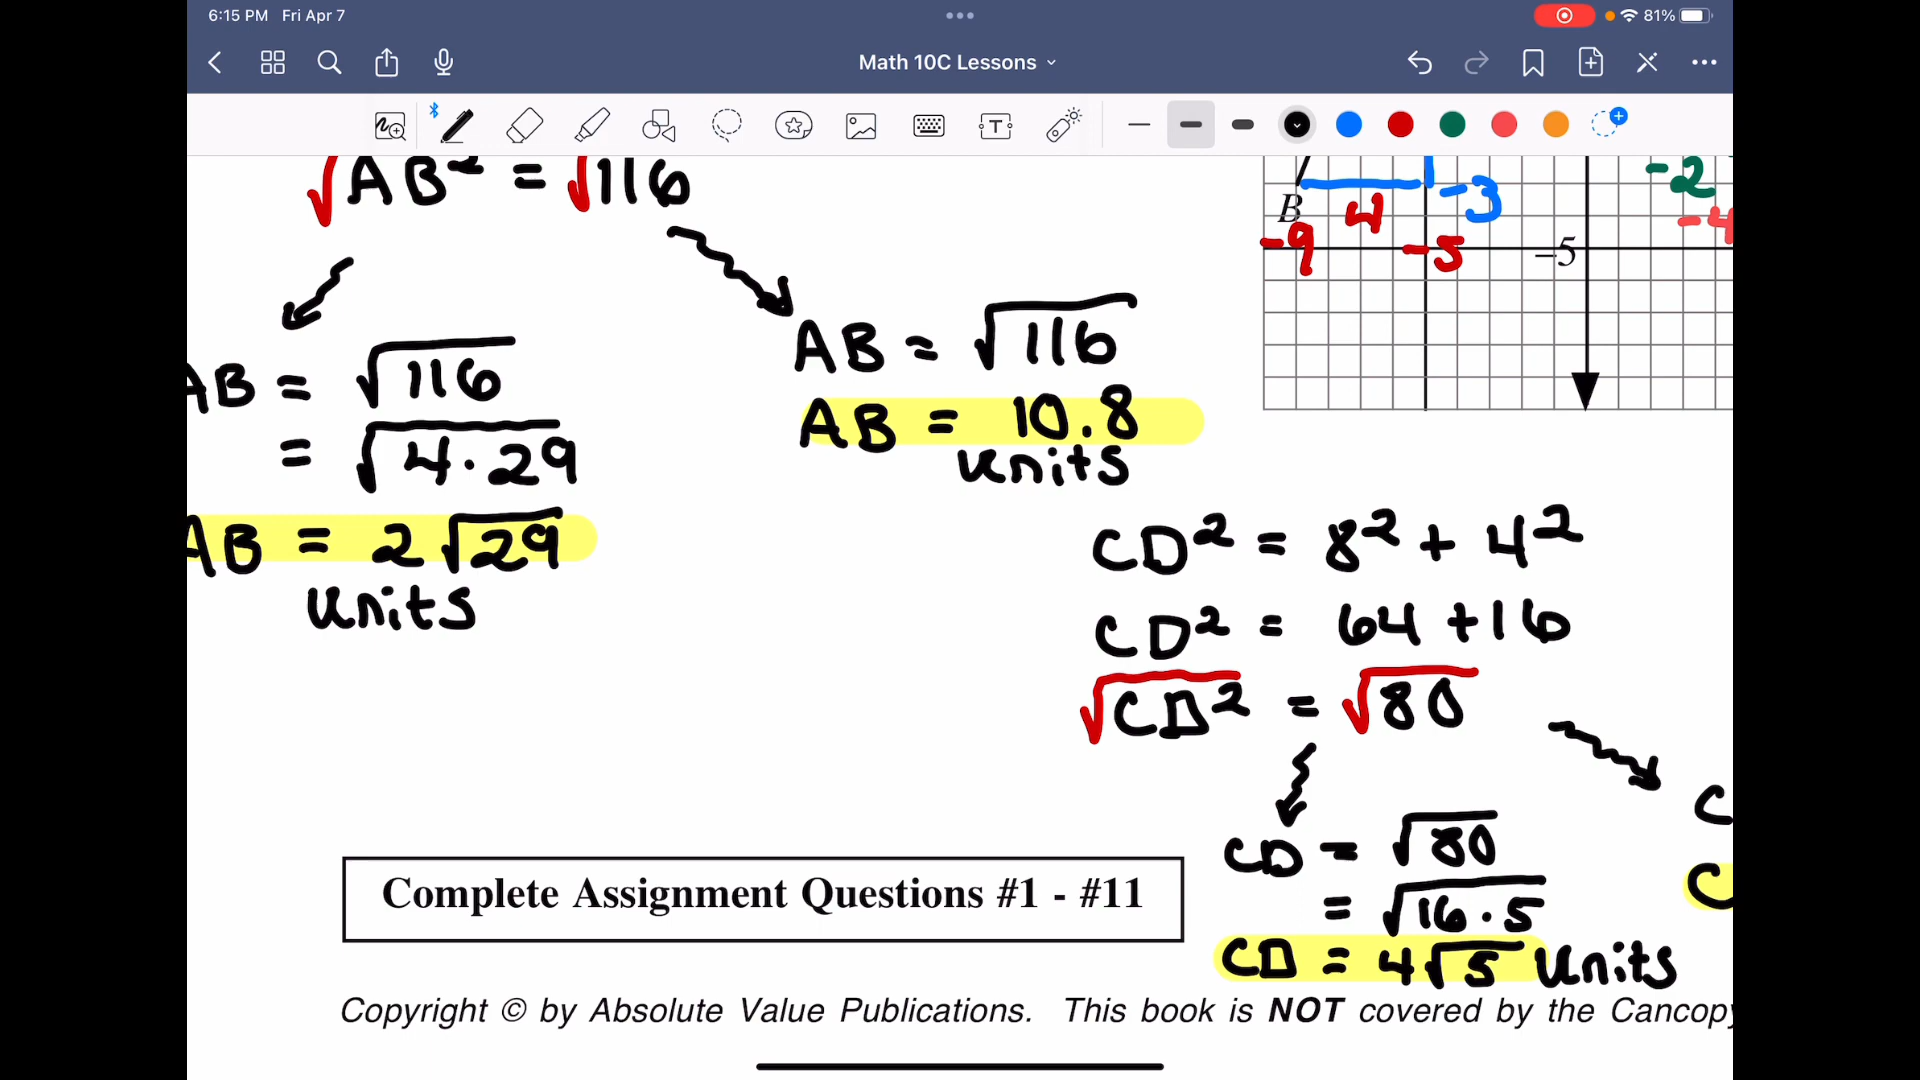 6:15 PM Fri Apr 7
81%
Math 10C Lessons
√AB² = √116
AB = √116
= √4·29
AB = 2√29
units
AB = √116
AB = 10.8
units
B
4
-3
-9
-5
–5
-2
-4
CD² = 8² + 4²
CD² = 64 + 16
√CD² = √80
CD = √80
= √16·5
CD = 4√5 units
C
C
Complete Assignment Questions #1 - #11
Copyright © by Absolute Value Publications. This book is NOT covered by the Cancopy